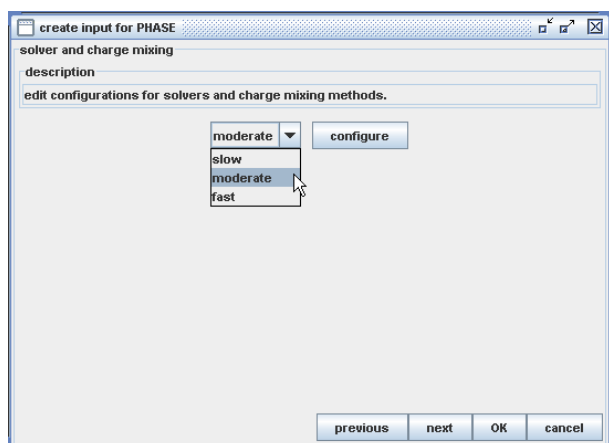 create input for PHASE
solver and charge mixing
description
edit configurations for solvers and charge mixing methods.
moderate configure
slow
moderate
fast
previous next OK cancel